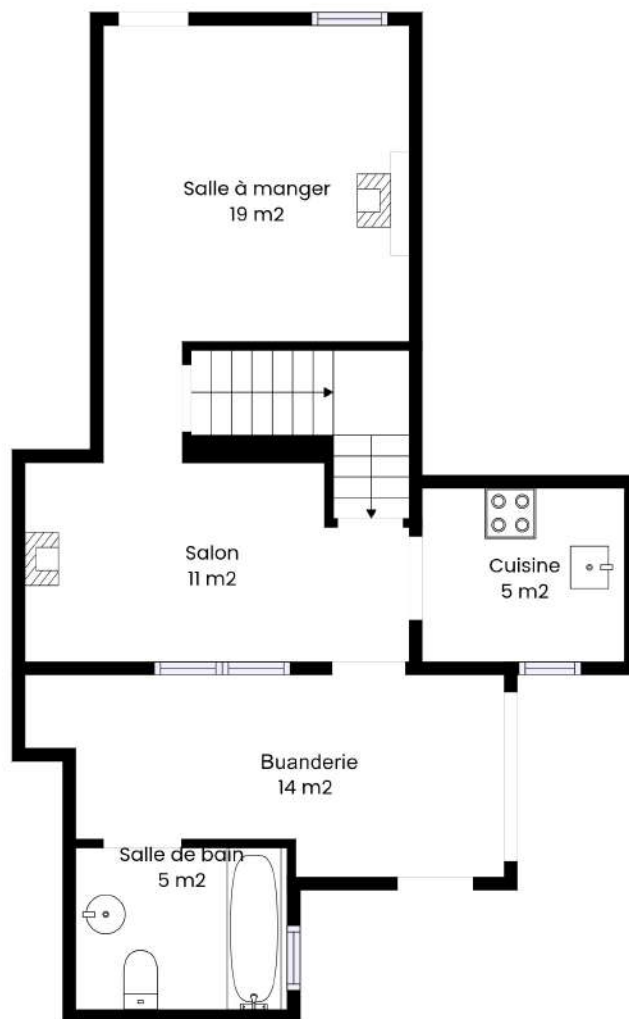 Salle à manger
19 m2
Salon
11 m2
Cuisine
5 m2
Buanderie
14 m2
Salle de bain
5 m2